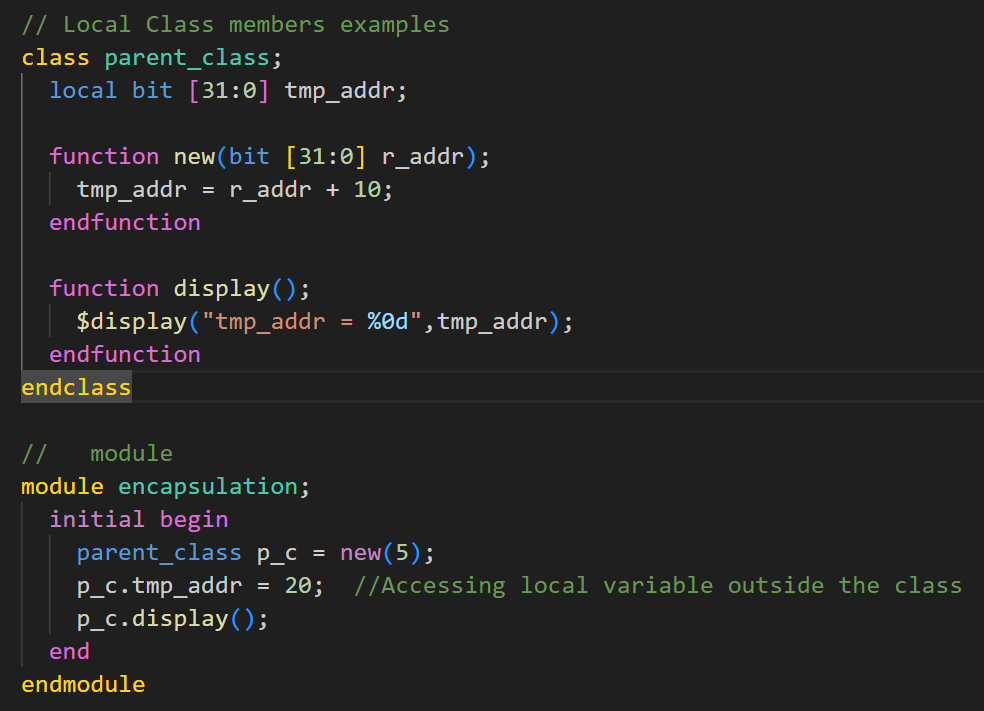 // Local Class members examples
class parent_class;
  local bit [31:0] tmp_addr;

  function new(bit [31:0] r_addr);
    tmp_addr = r_addr + 10;
  endfunction

  function display();
    $display("tmp_addr = %0d",tmp_addr);
  endfunction
endclass

//   module
module encapsulation;
  initial begin
    parent_class p_c = new(5);
    p_c.tmp_addr = 20;  //Accessing local variable outside the class
    p_c.display();
  end
endmodule